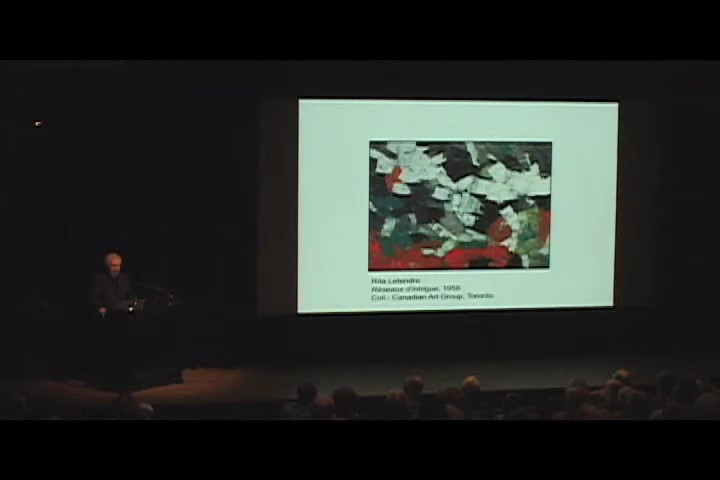 Rita Letendre
Réseaux d'intrigue, 1958
Coll.: Canadian Art Group, Toronto